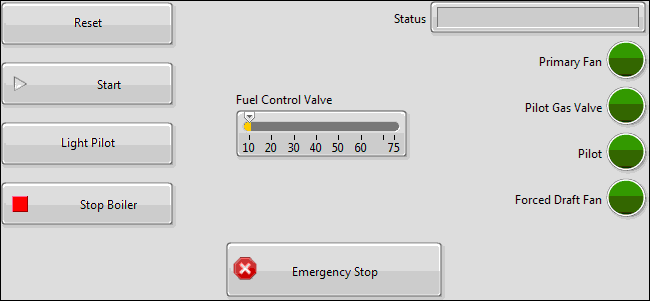 Reset
Status
Start
Primary Fan
Fuel Control Valve
Pilot Gas Valve
10 20 30 40 50 60 75
Light Pilot
Pilot
Stop Boiler
Forced Draft Fan
Emergency Stop